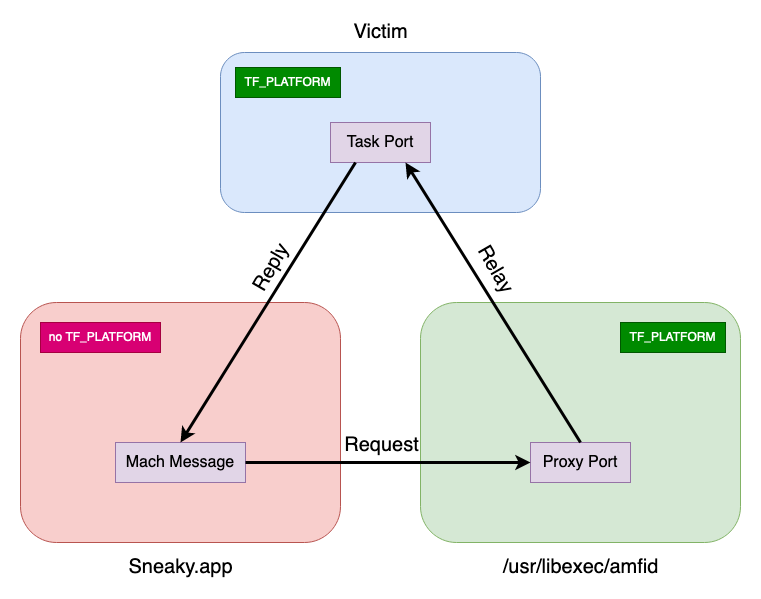 Victim
TF_PLATFORM
Task Port
Reply
Relay
no TF_PLATFORM
TF_PLATFORM
Mach Message
Request
Proxy Port
Sneaky.app
/usr/libexec/amfid